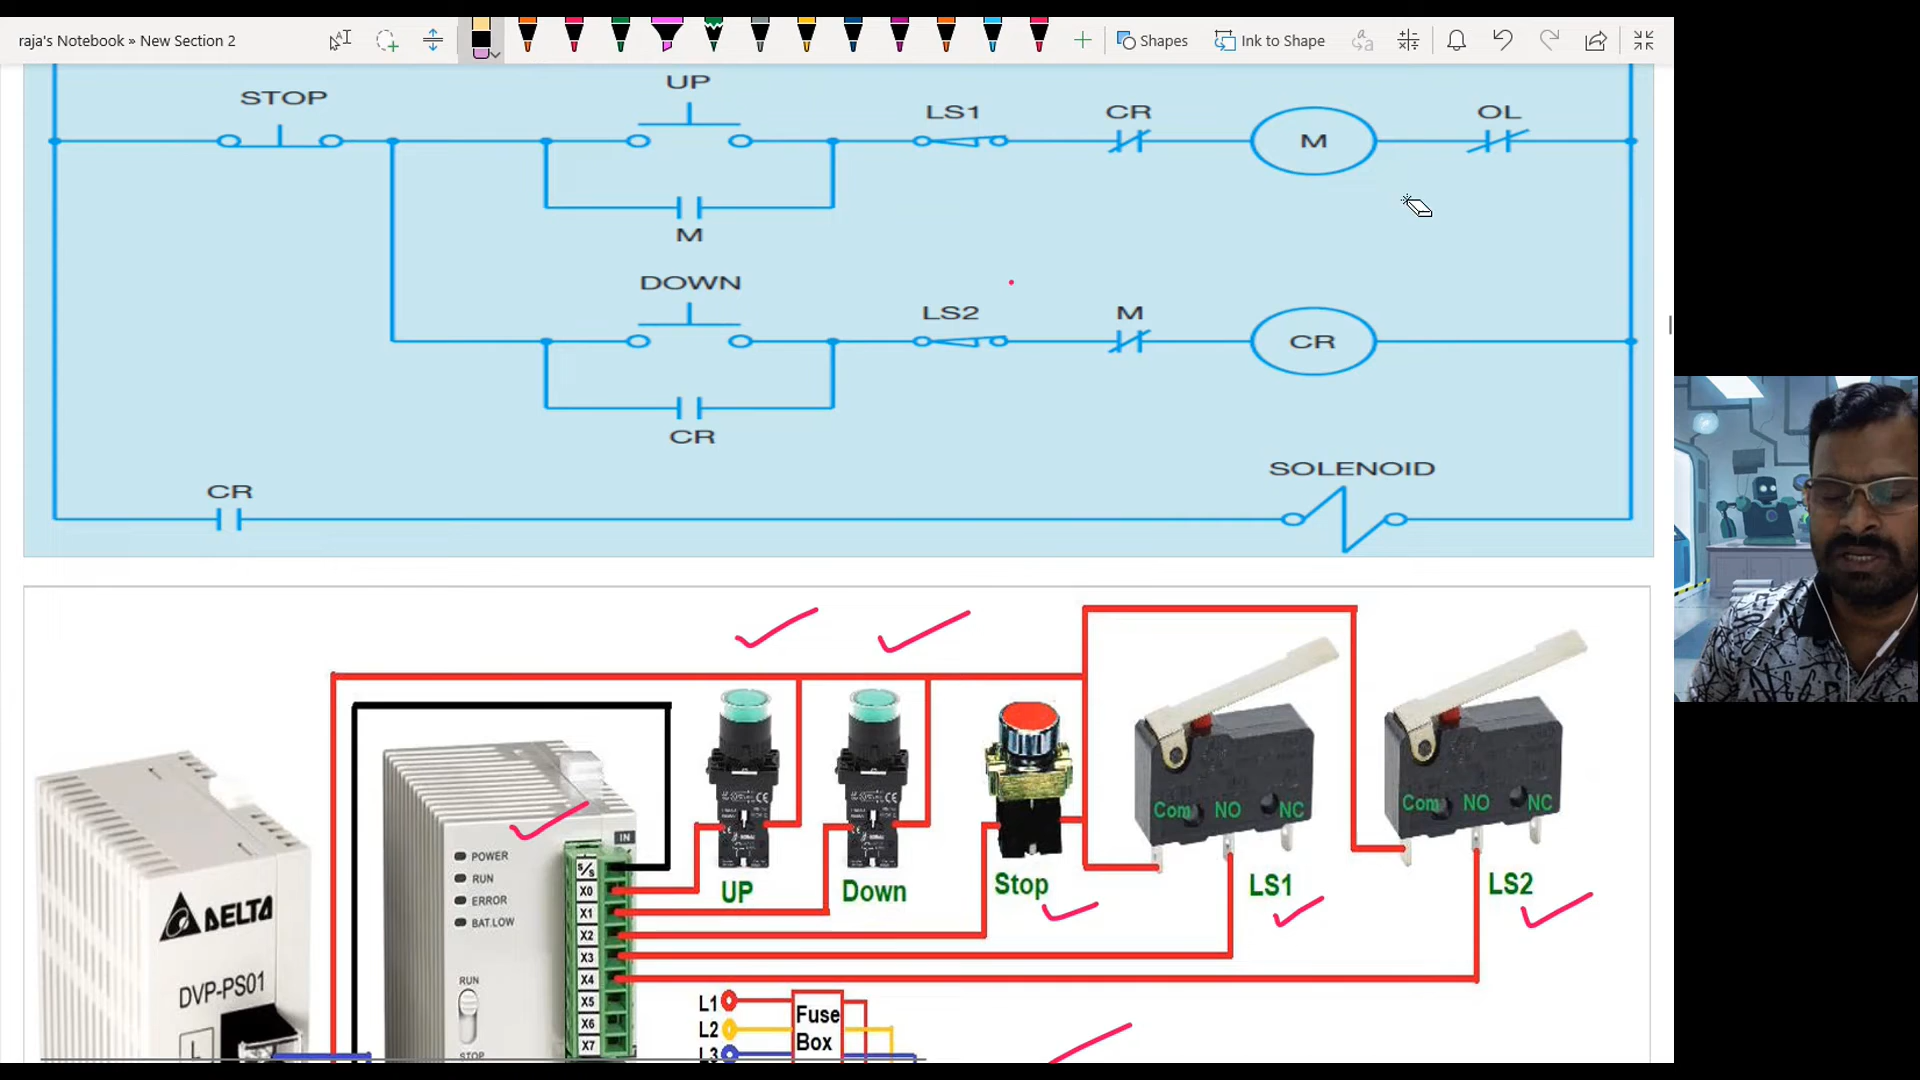 raja's Notebook » New Section 2
Shapes
Ink to Shape
UP
STOP
LS1
CR
OL
M
M
DOWN
LS2
M
CR
CR
SOLENOID
CR
Com NO NC
Com NO NC
IN
POWER
RUN
ERROR
BAT.LOW
S/S
X0
X1
X2
X3
X4
X5
X6
X7
UP
Down
Stop
LS1
LS2
DELTA
DVP-PS01
L
RUN
STOP
L1
L2
L3
Fuse
Box